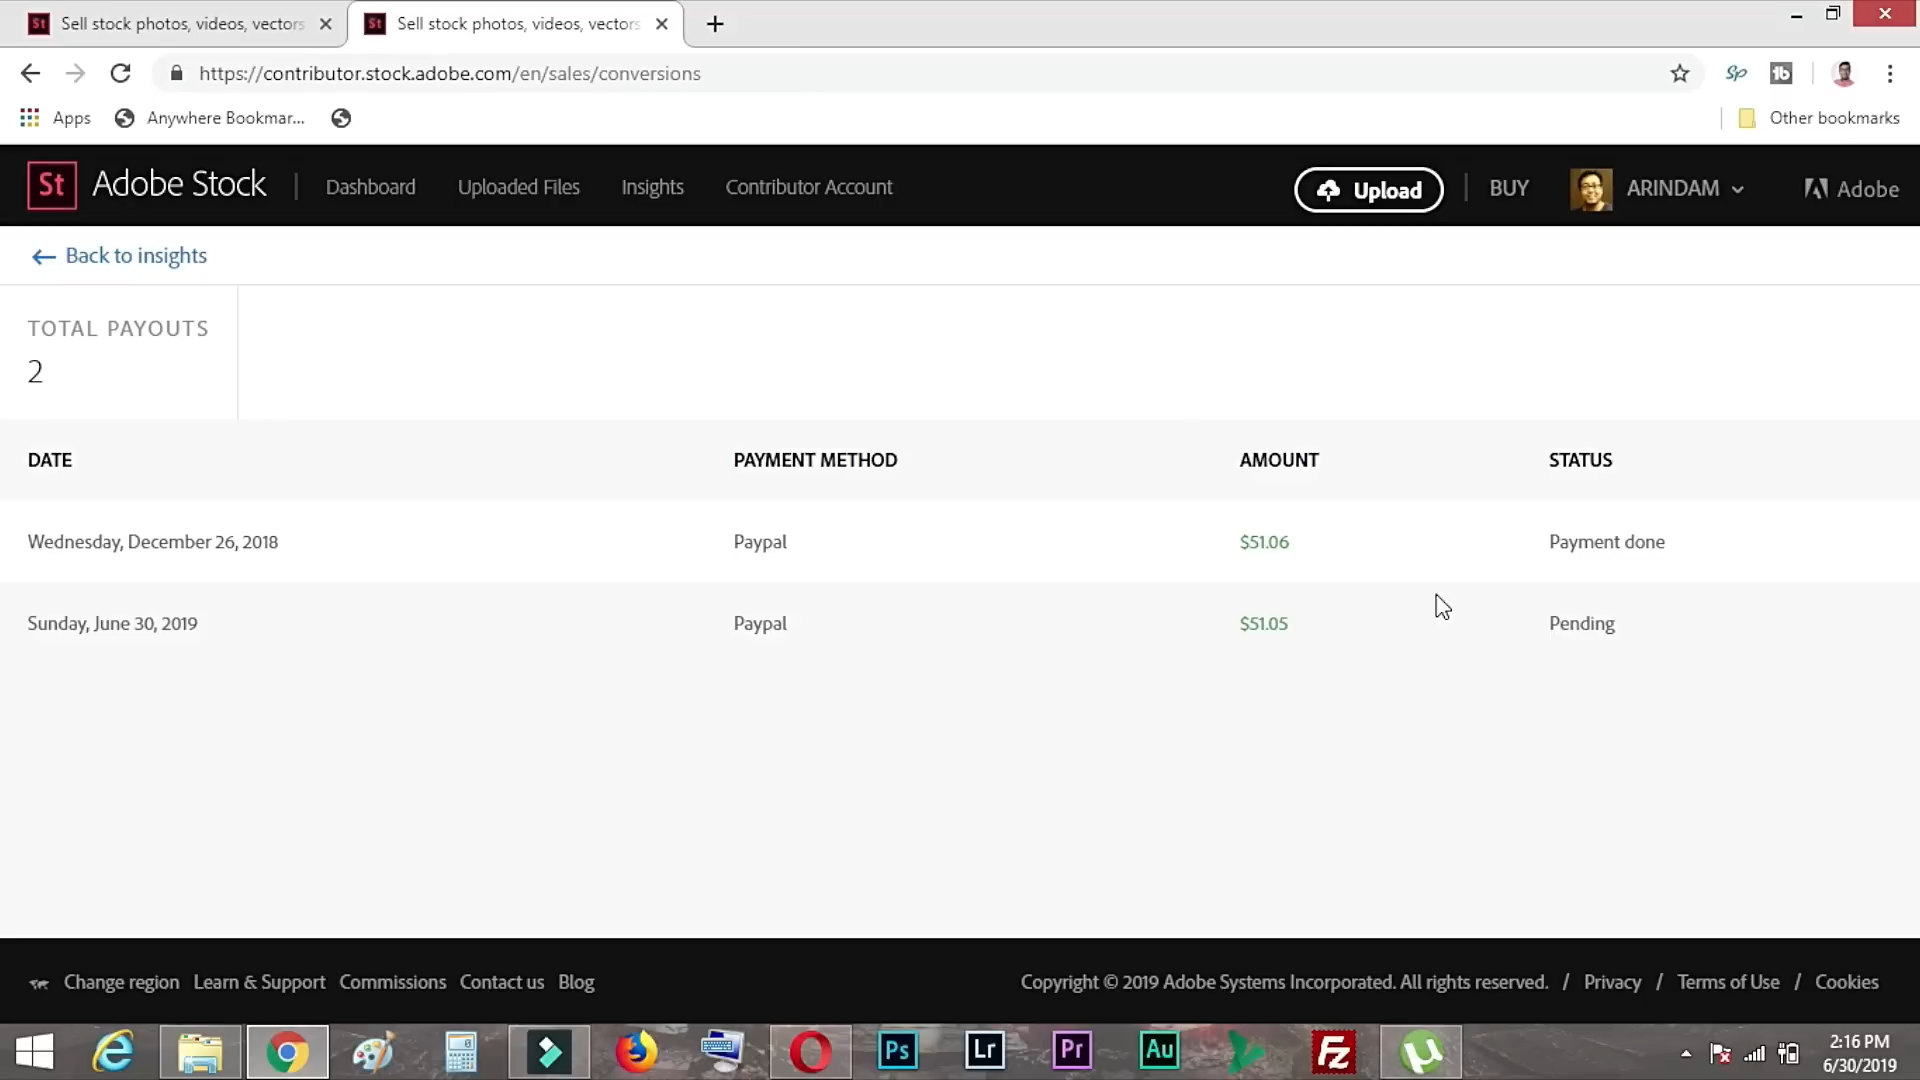 Sell stock photos, videos, vectors
Sell stock photos, videos, vectors
https://contributor.stock.adobe.com/en/sales/conversions
Apps
Anywhere Bookmar...
Other bookmarks
St
Adobe Stock
Dashboard
Uploaded Files
Insights
Contributor Account
Upload
BUY
ARINDAM
Adobe
Back to insights
TOTAL PAYOUTS
2
DATE PAYMENT METHOD AMOUNT STATUS
Wednesday, December 26, 2018 Paypal $51.06 Payment done
Sunday, June 30, 2019 Paypal $51.05 Pending
Change region Learn & Support Commissions Contact us Blog
Copyright © 2019 Adobe Systems Incorporated. All rights reserved. / Privacy / Terms of Use / Cookies
Ps
Lr
Pr
Au
Fz
µ
2:16 PM
6/30/2019